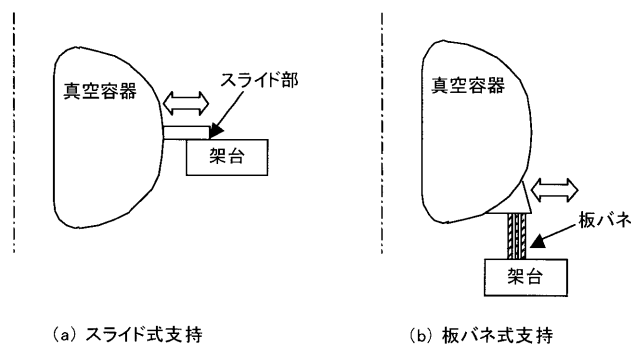 真空容器
スライド部
架台
(a) スライド式支持
真空容器
板バネ
架台
(b) 板バネ式支持